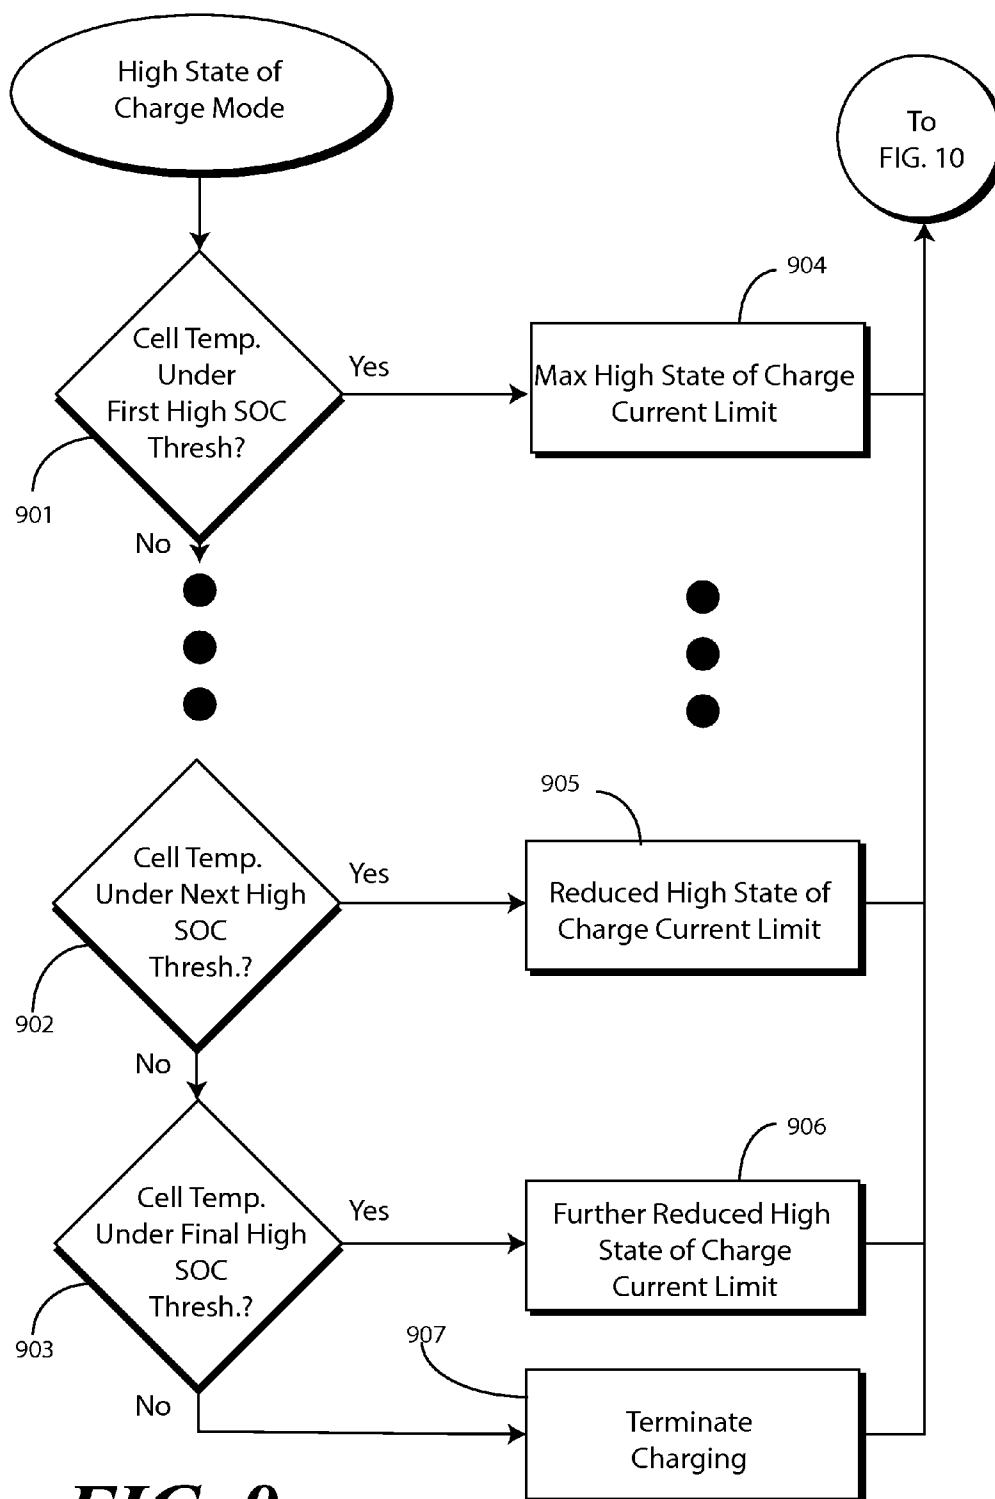 High State of
Charge Mode
To
FIG. 10
904
Cell Temp.
Under
First High SOC
Thresh?
Yes
Max High State of Charge
Current Limit
901
No
905
Cell Temp.
Under Next High
SOC
Thresh.?
Yes
Reduced High State of
Charge Current Limit
902
No
906
Cell Temp.
Under Final High
SOC
Thresh.?
Yes
Further Reduced High
State of Charge
Current Limit
903
907
No
Terminate
Charging
FIG. 9